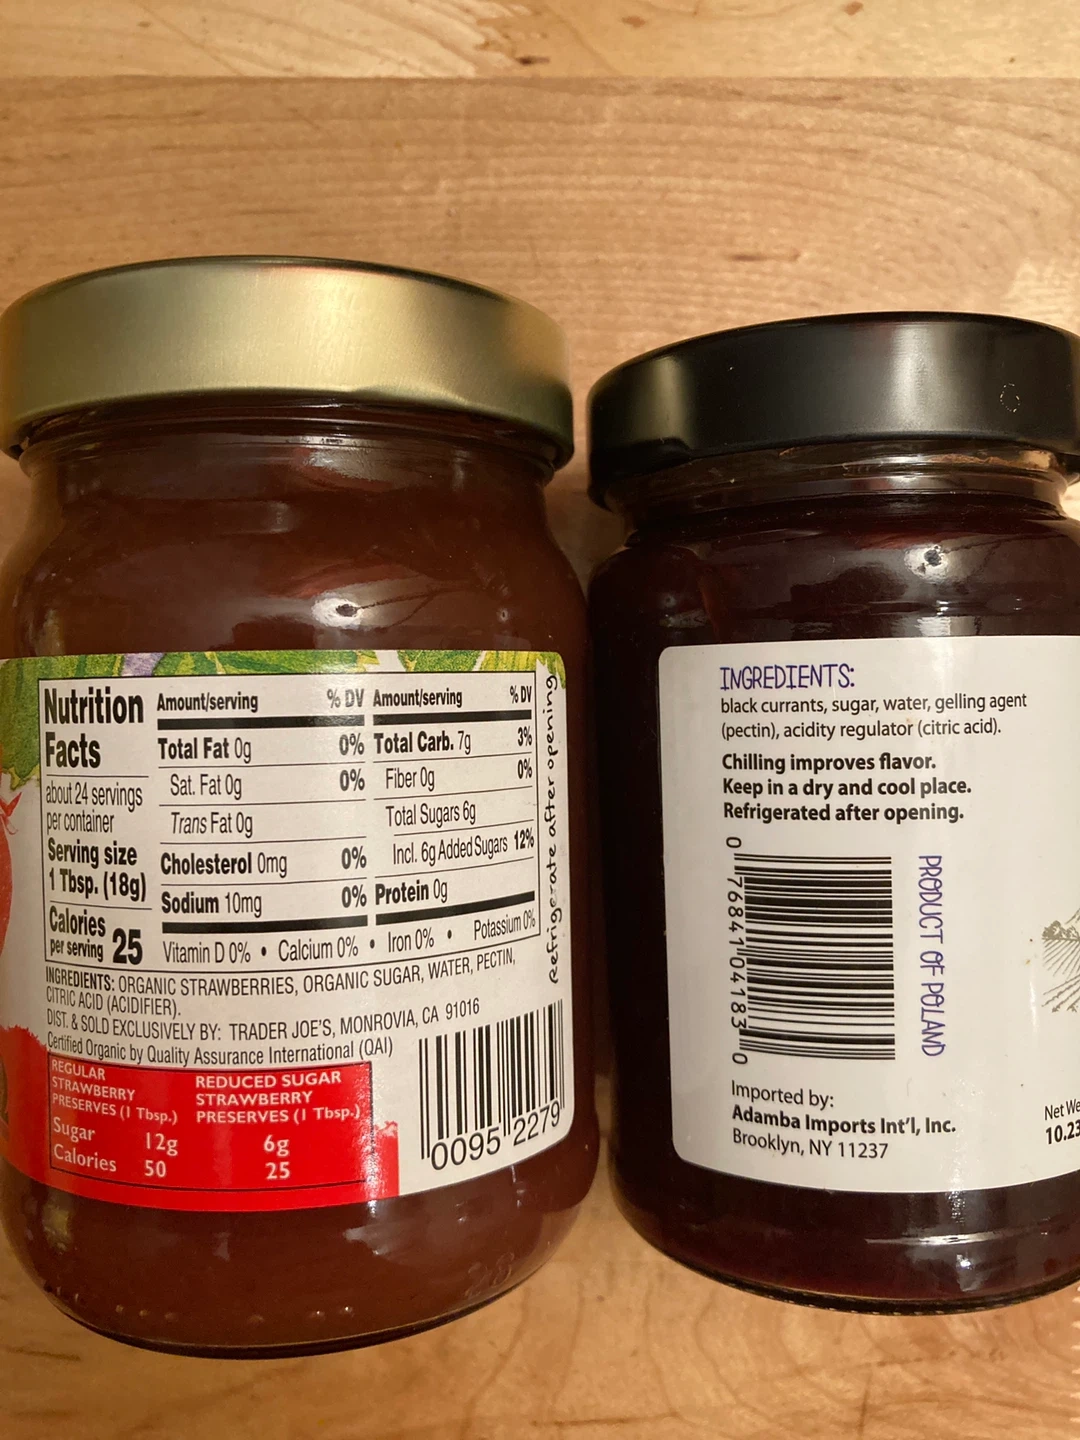 Nutrition
Facts
about 24 servings
per container
Serving size
1 Tbsp. (18g)
Calories
per serving 25
Amount/serving % DV
Total Fat 0g 0%
Sat. Fat 0g 0%
Trans Fat 0g
Cholesterol 0mg 0%
Sodium 10mg 0%
Amount/serving % DV
Total Carb. 7g 3%
Fiber 0g 0%
Total Sugars 6g
Incl. 6g Added Sugars 12%
Protein 0g
Vitamin D 0% • Calcium 0% • Iron 0% • Potassium 0%
Refrigerate after opening
INGREDIENTS: ORGANIC STRAWBERRIES, ORGANIC SUGAR, WATER, PECTIN,
CITRIC ACID (ACIDIFIER).
DIST. & SOLD EXCLUSIVELY BY: TRADER JOE'S, MONROVIA, CA 91016
Certified Organic by Quality Assurance International (QAI)
REGULAR
STRAWBERRY
PRESERVES (1 Tbsp.)
Sugar 12g
Calories 50
REDUCED SUGAR
STRAWBERRY
PRESERVES (1 Tbsp.)
6g
25
0095 2279
INGREDIENTS:
black currants, sugar, water, gelling agent
(pectin), acidity regulator (citric acid).
Chilling improves flavor.
Keep in a dry and cool place.
Refrigerated after opening.
0 76841 04183 0
PRODUCT OF POLAND
Imported by:
Adamba Imports Int'l, Inc.
Brooklyn, NY 11237
Net We
10.23